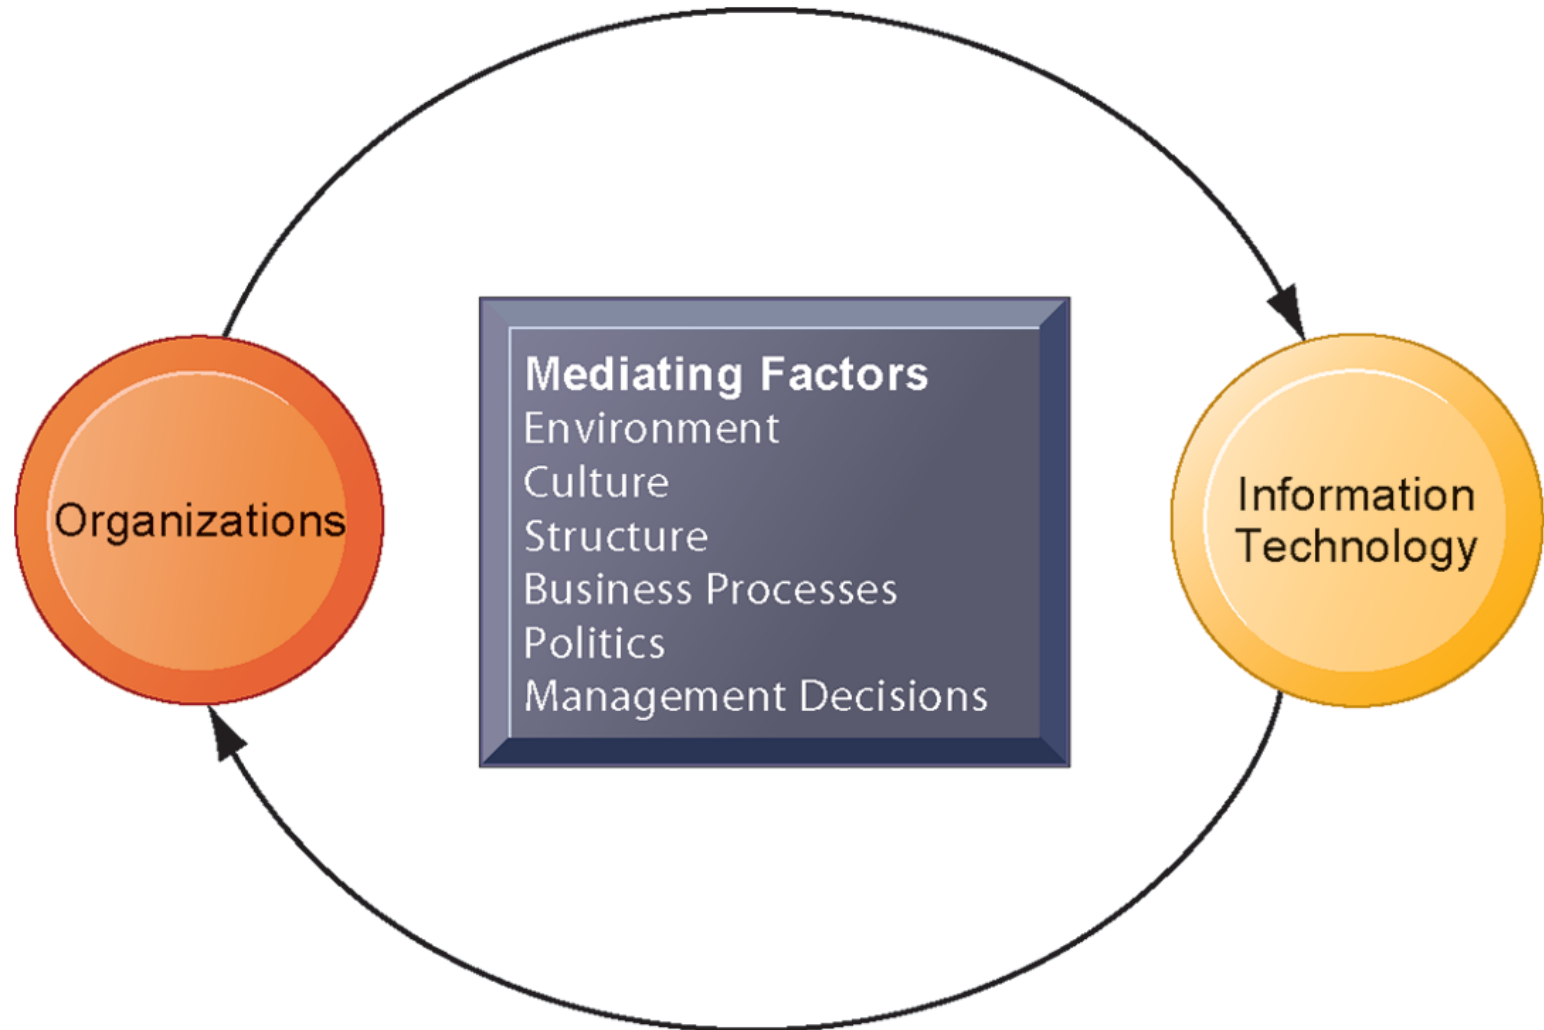 Organizations
Mediating Factors
Environment
Culture
Structure
Business Processes
Politics
Management Decisions
Information
Technology